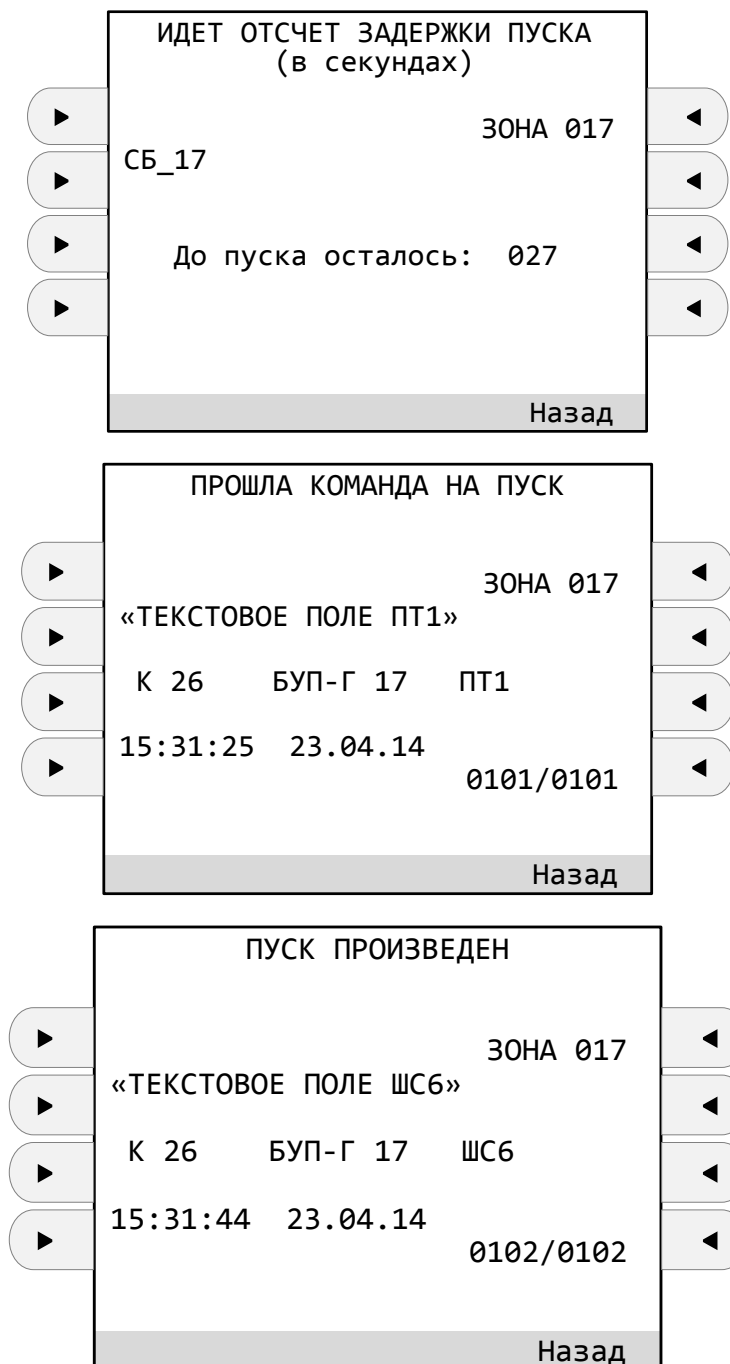 ИДЕТ ОТСЧЕТ ЗАДЕРЖКИ ПУСКА
(в секундах)
ЗОНА 017
СБ_17
До пуска осталось: 027
Назад
ПРОШЛА КОМАНДА НА ПУСК
ЗОНА 017
«ТЕКСТОВОЕ ПОЛЕ ПТ1»
К 26 БУП-Г 17 ПТ1
15:31:25 23.04.14
0101/0101
Назад
ПУСК ПРОИЗВЕДЕН
ЗОНА 017
«ТЕКСТОВОЕ ПОЛЕ ШС6»
К 26 БУП-Г 17 ШС6
15:31:44 23.04.14
0102/0102
Назад